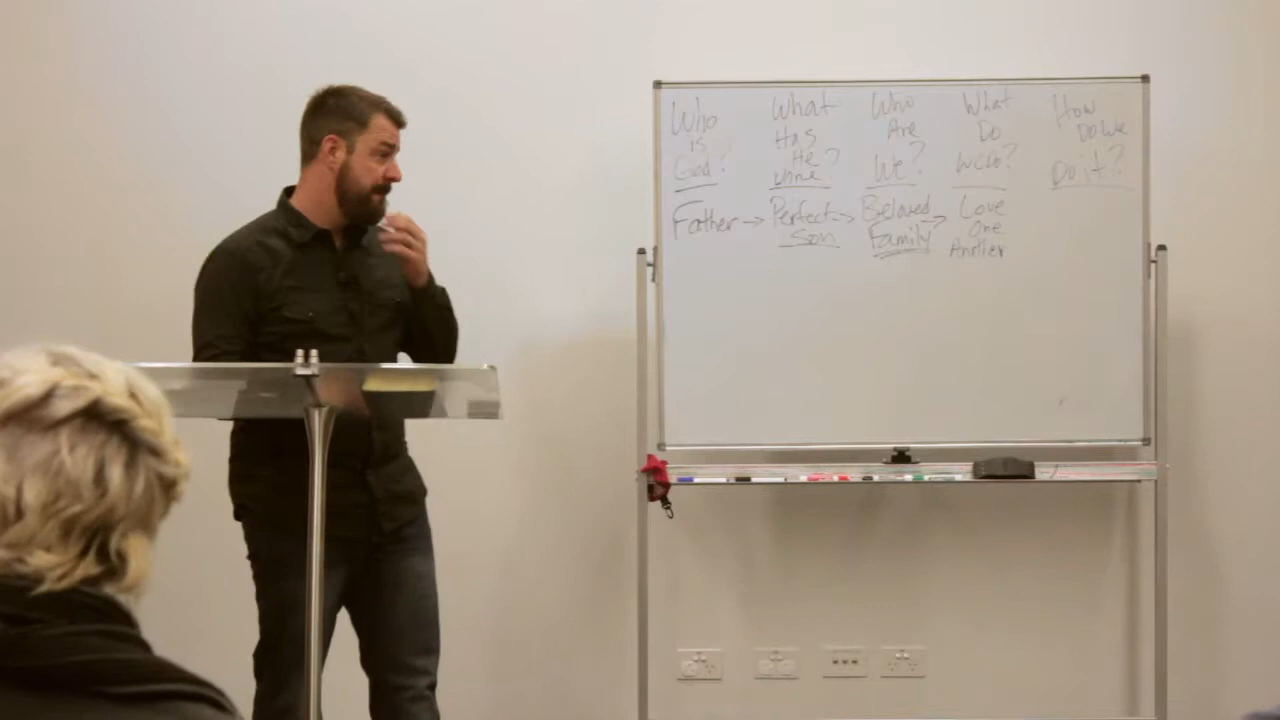 Who
is
God?
What
Has
He
Done?
Who
Are
We?
What
Do
We Do?
How
Do We
Do it?
Father → Perfect → Beloved → Love
Son Family One
Another